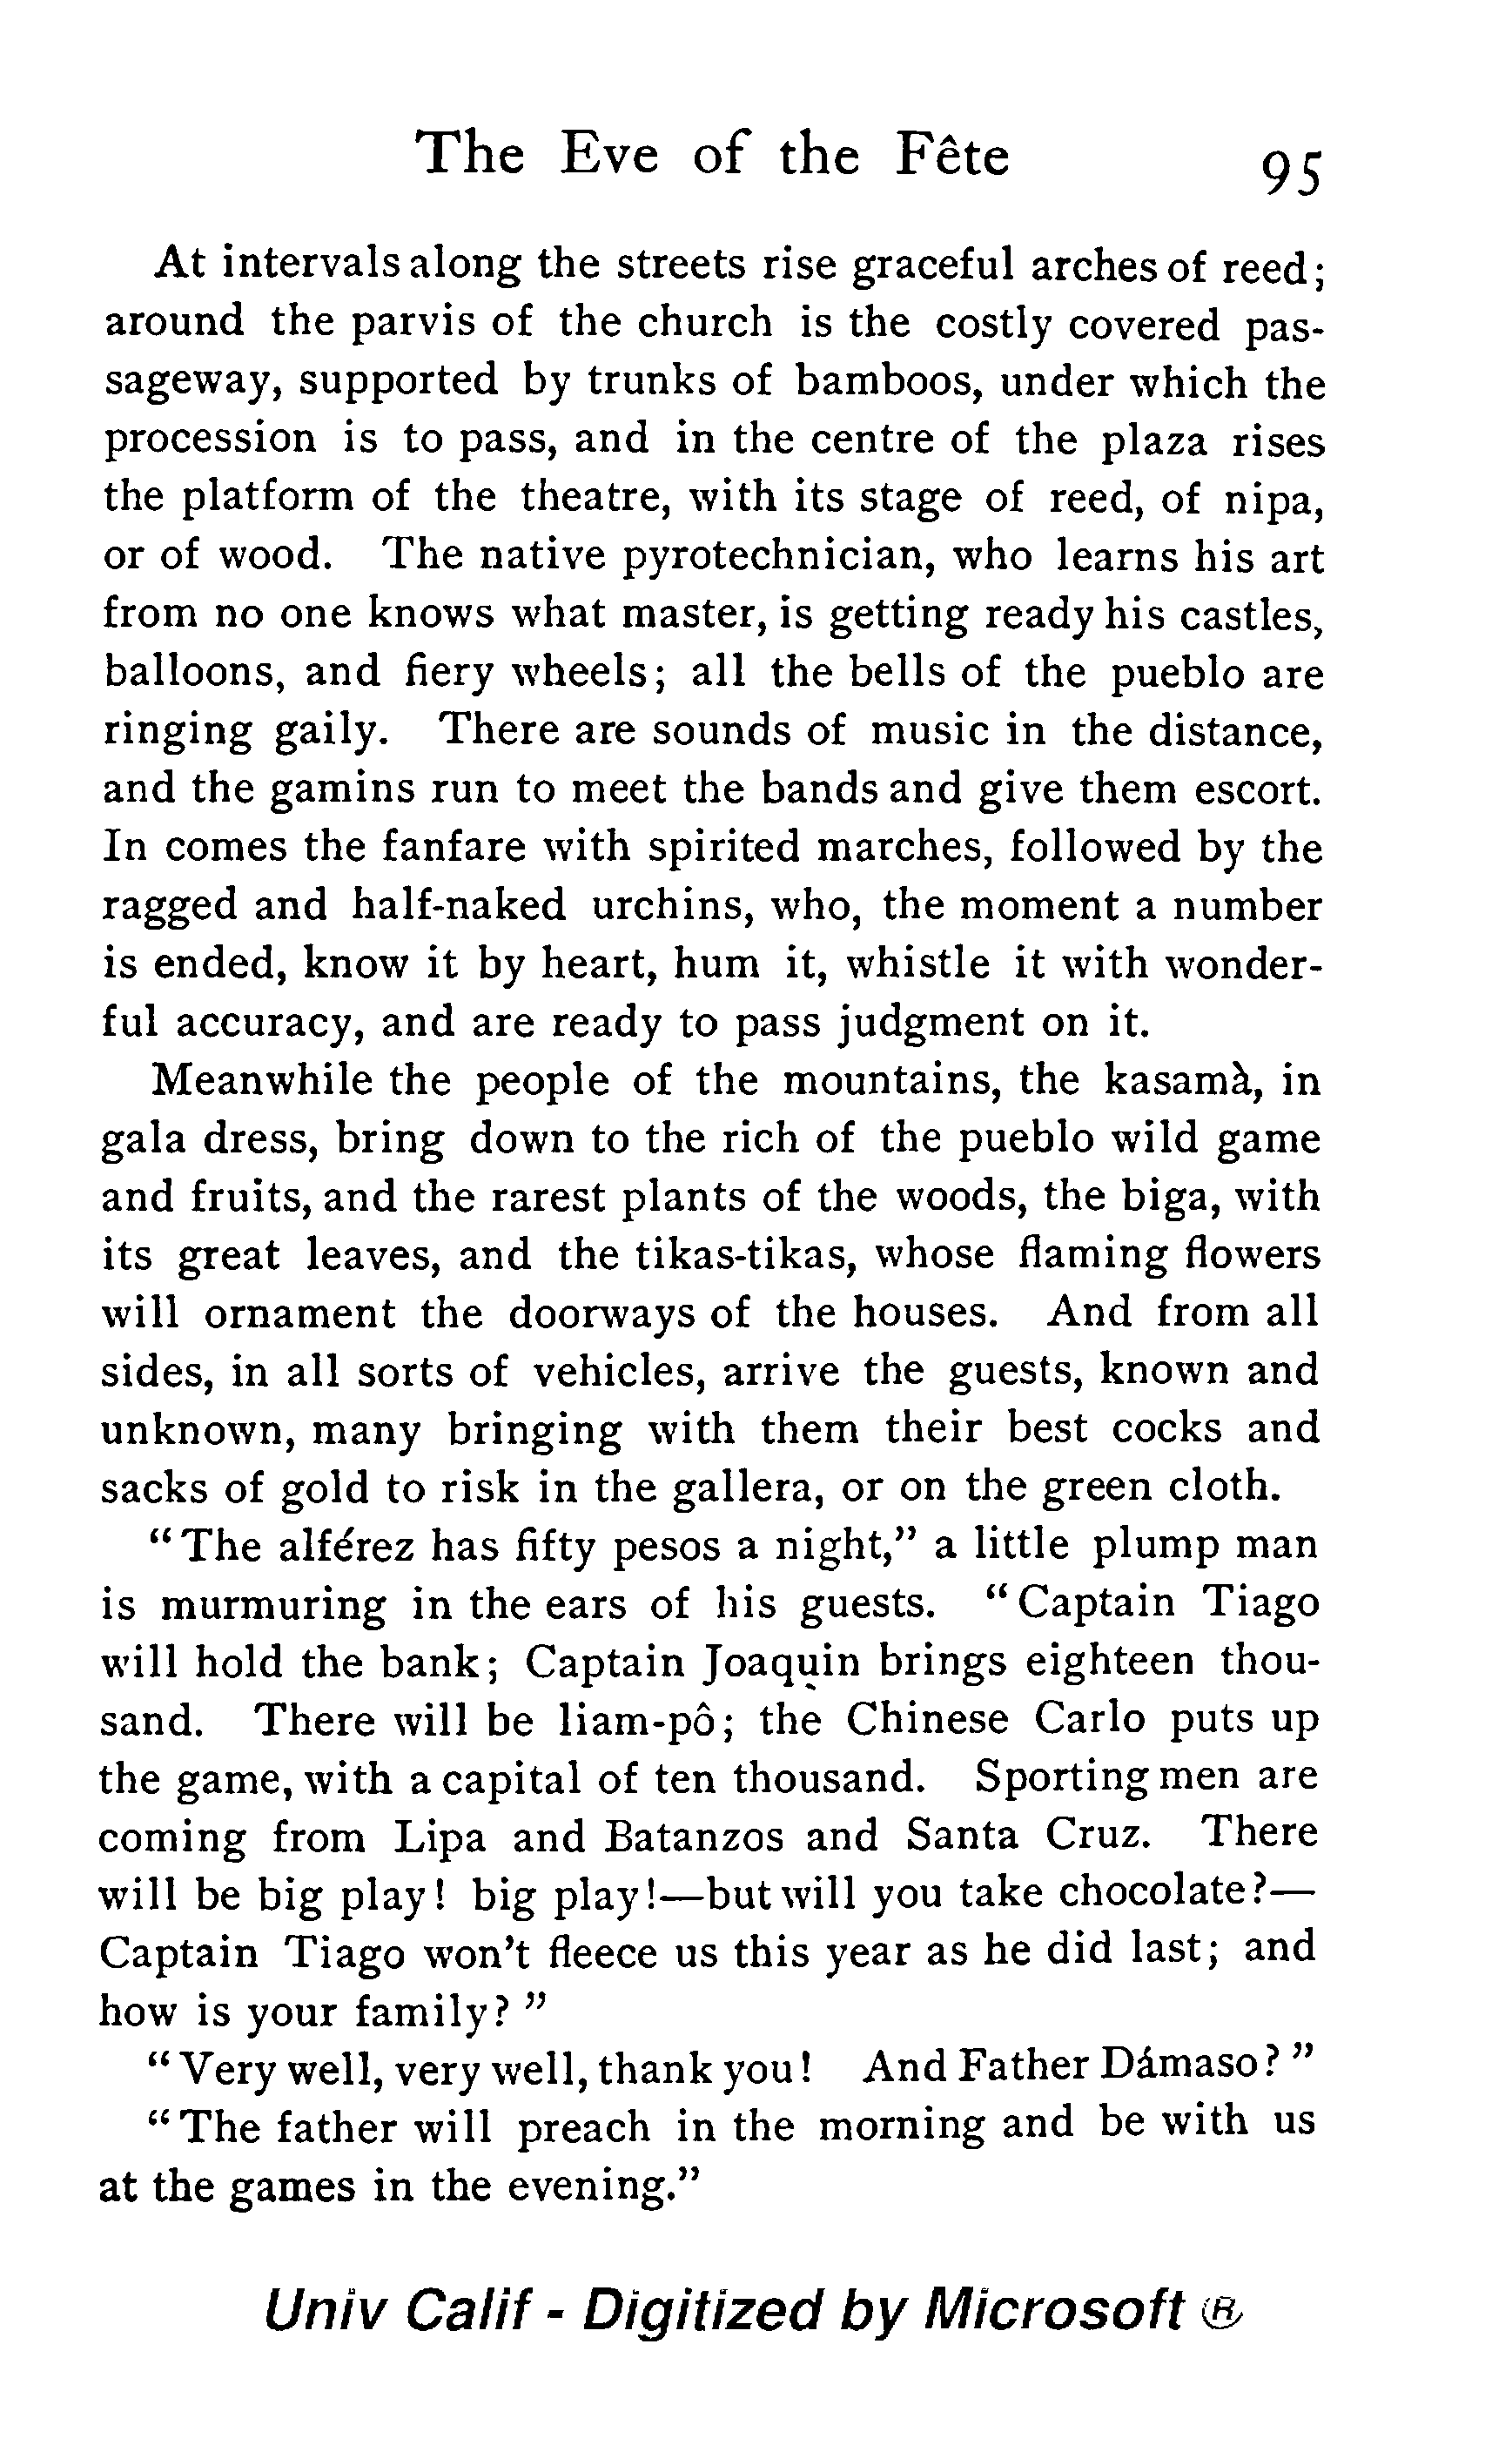 The Eve of the Fête 95
At intervals along the streets rise graceful arches of reed;
around the parvis of the church is the costly covered pas-
sageway, supported by trunks of bamboos, under which the
procession is to pass, and in the centre of the plaza rises
the platform of the theatre, with its stage of reed, of nipa,
or of wood. The native pyrotechnician, who learns his art
from no one knows what master, is getting ready his castles,
balloons, and fiery wheels; all the bells of the pueblo are
ringing gaily. There are sounds of music in the distance,
and the gamins run to meet the bands and give them escort.
In comes the fanfare with spirited marches, followed by the
ragged and half-naked urchins, who, the moment a number
is ended, know it by heart, hum it, whistle it with wonder-
ful accuracy, and are ready to pass judgment on it.
Meanwhile the people of the mountains, the kasamà, in
gala dress, bring down to the rich of the pueblo wild game
and fruits, and the rarest plants of the woods, the biga, with
its great leaves, and the tikas-tikas, whose flaming flowers
will ornament the doorways of the houses. And from all
sides, in all sorts of vehicles, arrive the guests, known and
unknown, many bringing with them their best cocks and
sacks of gold to risk in the gallera, or on the green cloth.
"The alférez has fifty pesos a night," a little plump man
is murmuring in the ears of his guests. "Captain Tiago
will hold the bank; Captain Joaquin brings eighteen thou-
sand. There will be liam-pô; the Chinese Carlo puts up
the game, with a capital of ten thousand. Sporting men are
coming from Lipa and Batanzos and Santa Cruz. There
will be big play! big play!—but will you take chocolate?—
Captain Tiago won't fleece us this year as he did last; and
how is your family?"
"Very well, very well, thank you! And Father Dámaso?"
"The father will preach in the morning and be with us
at the games in the evening."
Univ Calif - Digitized by Microsoft ®